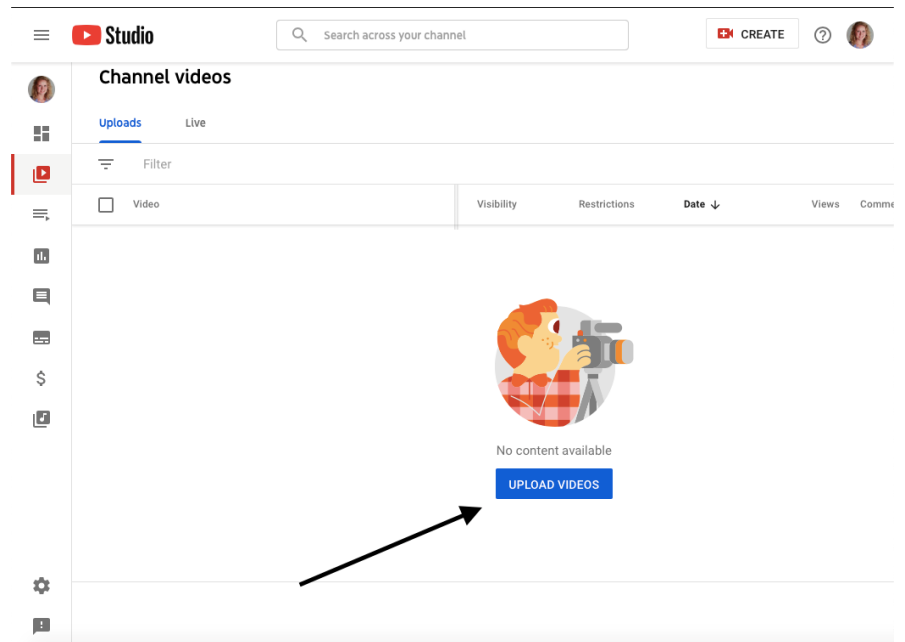 Studio
Search across your channel
CREATE
Channel videos
Uploads Live
Filter
Video Visibility Restrictions Date Views Comme
No content available
UPLOAD VIDEOS